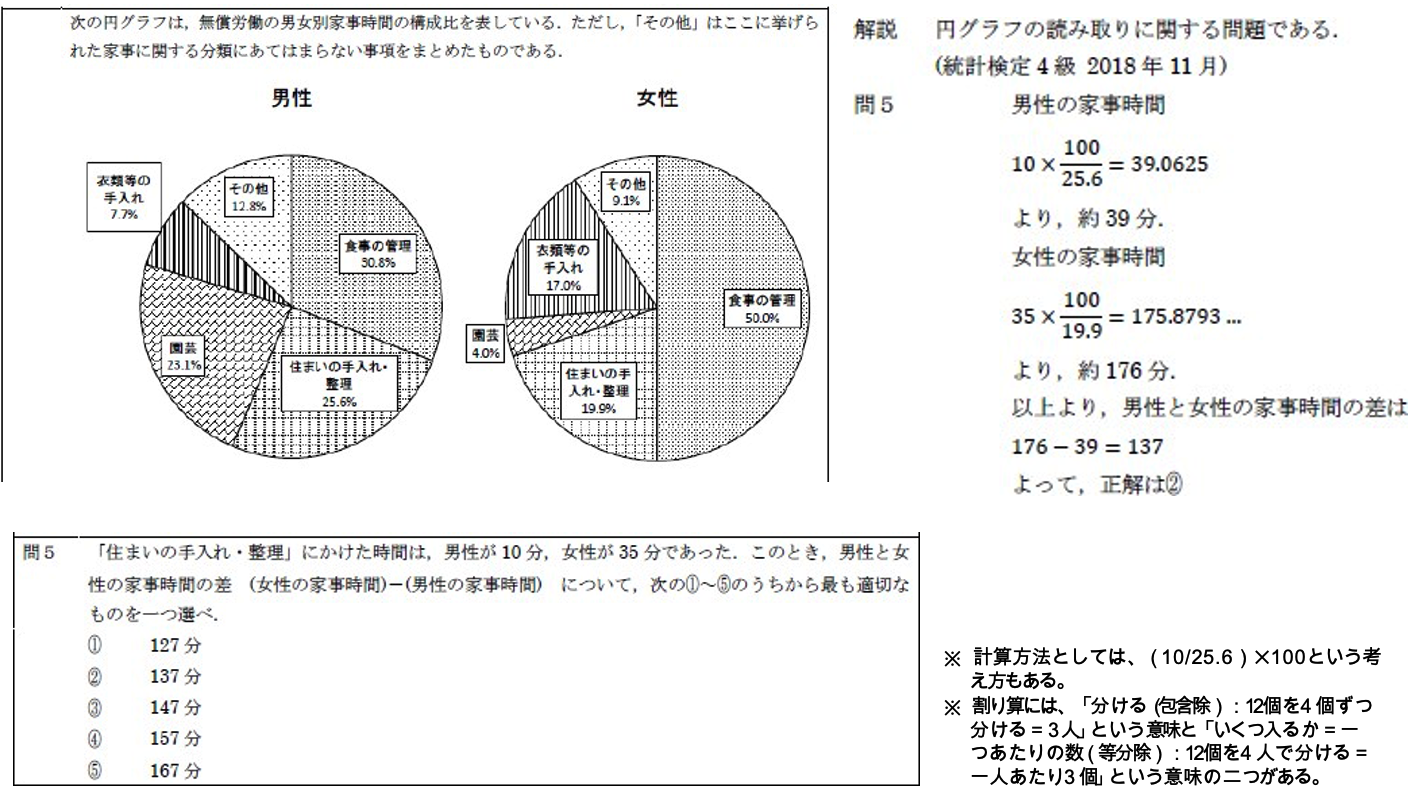 次の円グラフは，無償労働の男女別家事時間の構成比を表している．ただし，「その他」はここに挙げら
れた家事に関する分類にあてはまらない事項をまとめたものである．
男性
衣類等の
手入れ
7.7%
その他
12.8%
食事の管理
30.8%
園芸
23.1%
住まいの手入れ・
整理
25.6%
女性
その他
9.1%
衣類等の
手入れ
17.0%
食事の管理
50.0%
園芸
4.0%
住まいの手
入れ・整理
19.9%
解説 円グラフの読み取りに関する問題である．
(統計検定４級 2018 年 11 月)
問５ 男性の家事時間
10 × 100/25.6 = 39.0625
より，約 39 分．
女性の家事時間
35 × 100/19.9 = 175.8793 ...
より，約 176 分．
以上より，男性と女性の家事時間の差は
176 − 39 = 137
よって，正解は②
問５ 「住まいの手入れ・整理」にかけた時間は，男性が 10 分，女性が 35 分であった．このとき，男性と女
性の家事時間の差 (女性の家事時間)−(男性の家事時間) について，次の①～⑤のうちから最も適切な
ものを一つ選べ．
① 127 分
② 137 分
③ 147 分
④ 157 分
⑤ 167 分
※ 計算方法としては、（10/25.6）×100という考
え方もある。
※ 割り算には、「分ける（包含除）：12個を4個ずつ
分ける＝3人」という意味と「いくつ入るか＝一
つあたりの数（等分除）：12個を4人で分ける＝
一人あたり3個」という意味の二つがある。